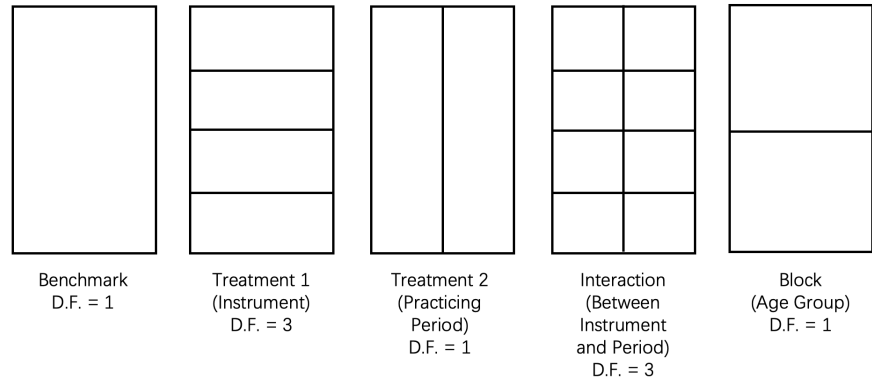 Benchmark
D.F. = 1
Treatment 1
(Instrument)
D.F. = 3
Treatment 2
(Practicing
Period)
D.F. = 1
Interaction
(Between
Instrument
and Period)
D.F. = 3
Block
(Age Group)
D.F. = 1